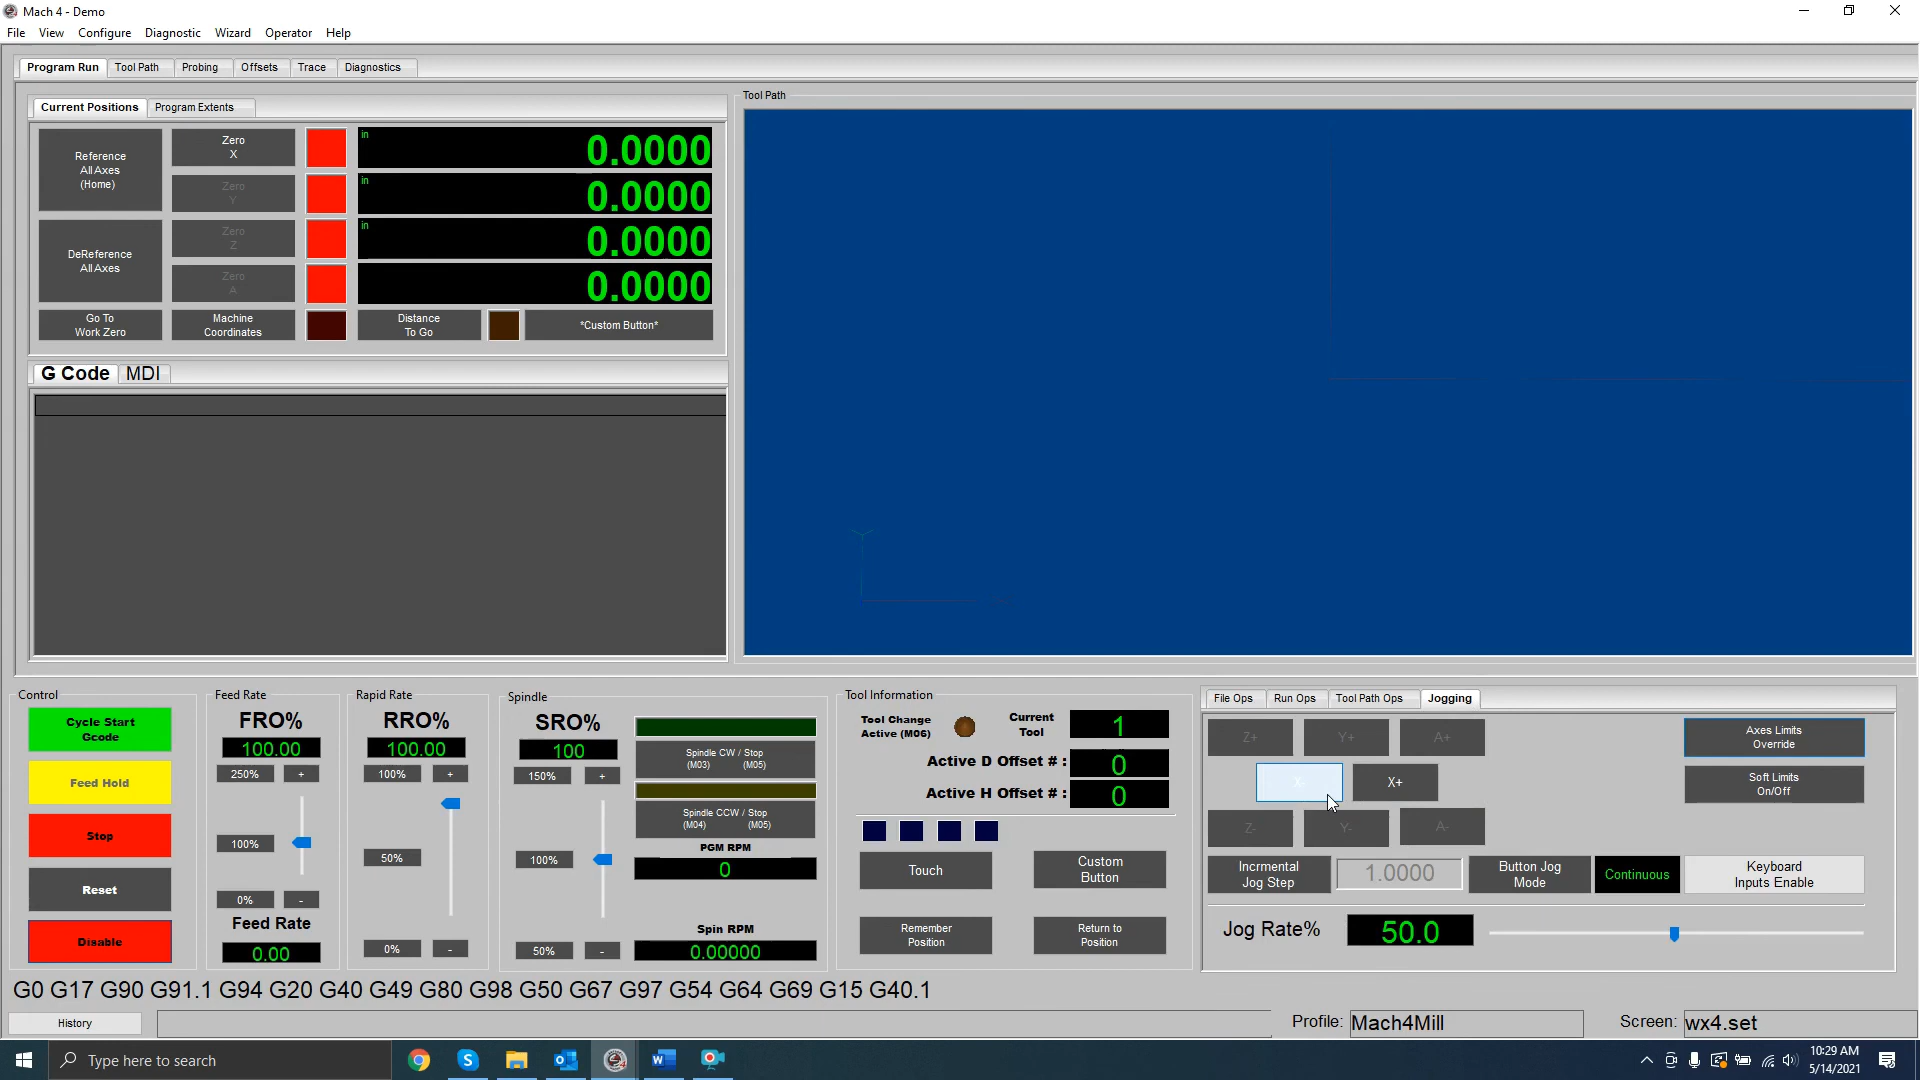 Mach 4 - Demo
File View Configure Diagnostic Wizard Operator Help
Program Run Tool Path Probing Offsets Trace Diagnostics
Current Positions Program Extents
Tool Path
Reference
All Axes
(Home)
Zero
X
in
0.0000
Zero
Y
in
0.0000
DeReference
All Axes
Zero
Z
in
0.0000
Zero
A
0.0000
Go To
Work Zero
Machine
Coordinates
Distance
To Go
*Custom Button*
G Code MDI
Control
Cycle Start
Gcode
Feed Hold
Stop
Reset
Disable
Feed Rate
FRO%
100.00
250% +
100%
0% -
Feed Rate
0.00
Rapid Rate
RRO%
100.00
100% +
50%
0% -
Spindle
SRO%
100
150% +
100%
50% -
Spindle CW / Stop
(M03) (M05)
Spindle CCW / Stop
(M04) (M05)
PGM RPM
0
Spin RPM
0.00000
Tool Information
Tool Change
Active (M06)
Current
Tool
1
Active D Offset # : 0
Active H Offset # : 0
Touch
Custom
Button
Remember
Position
Return to
Position
File Ops Run Ops Tool Path Ops Jogging
Z+ Y+ A+
X- X+
Z- Y- A-
Axes Limits
Override
Soft Limits
On/Off
Incrmental
Jog Step
1.0000
Button Jog
Mode
Continuous
Keyboard
Inputs Enable
Jog Rate% 50.0
G0 G17 G90 G91.1 G94 G20 G40 G49 G80 G98 G50 G67 G97 G54 G64 G69 G15 G40.1
History
Profile: Mach4Mill
Screen: wx4.set
Type here to search
10:29 AM
5/14/2021